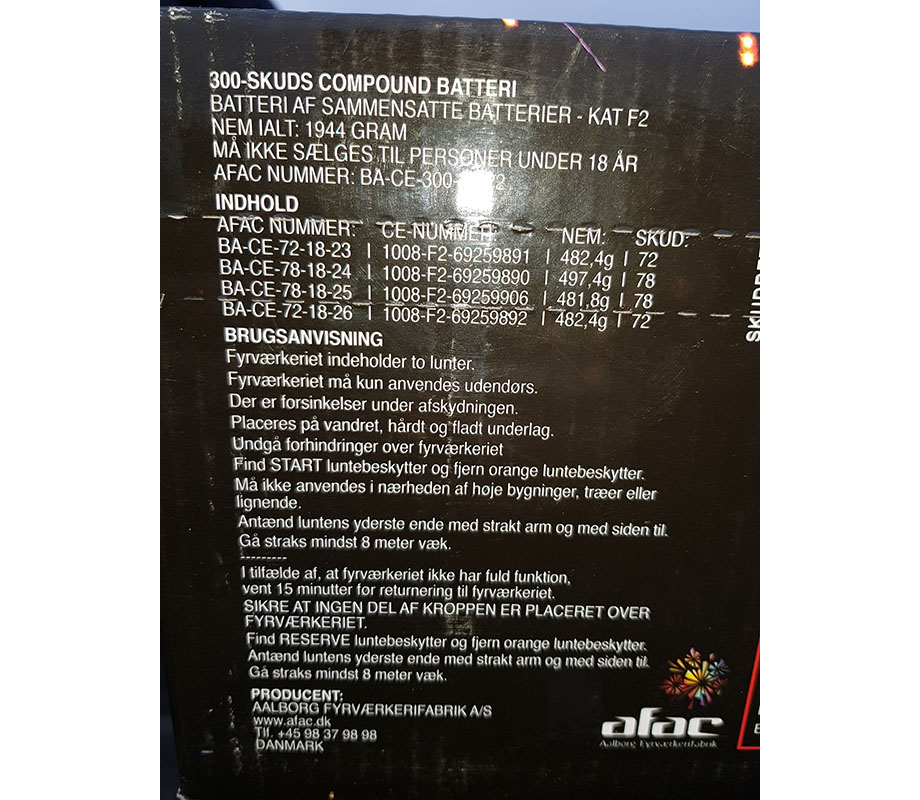 300-SKUDS COMPOUND BATTERI
BATTERI AF SAMMENSATTE BATTERIER - KAT F2
NEM IALT: 1944 GRAM
MÅ IKKE SÆLGES TIL PERSONER UNDER 18 ÅR
AFAC NUMMER:
INDHOLD
AFAC NUMMER: CE-NUMMER: NEM: SKUD:
BA-CE-72-18-23 | 1008-F2-69259891 | 482,4g | 72
BA-CE-78-18-24 | 1008-F2-69259890 | 497,4g | 78
BA-CE-78-18-25 | 1008-F2-69259906 | 481,8g | 78
BA-CE-72-18-26 | 1008-F2-69259892 | 482,4g | 72
BRUGSANVISNING
Fyrværkeriet indeholder to lunter.
Fyrværkeriet må kun anvendes udendørs.
Der er forsinkelser under afskydningen.
Placeres på vandret, hårdt og fladt underlag.
Undgå forhindringer over fyrværkeriet
Find START luntebeskytter og fjern orange luntebeskytter.
Må ikke anvendes i nærheden af høje bygninger, træer eller
lignende.
Antænd luntens yderste ende med strakt arm og med siden til.
Gå straks mindst 8 meter væk.
---------
I tilfælde af, at fyrværkeriet ikke har fuld funktion,
vent 15 minutter før returnering til fyrværkeriet.
SIKRE AT INGEN DEL AF KROPPEN ER PLACERET OVER
FYRVÆRKERIET.
Find RESERVE luntebeskytter og fjern orange luntebeskytter.
Antænd luntens yderste ende med strakt arm og med siden til.
Gå straks mindst 8 meter væk.
PRODUCENT:
AALBORG FYRVÆRKERIFABRIK A/S
www.afac.dk
Tlf. +45 98 37 98 98
DANMARK
afac
Aalborg Fyrværkerifabrik